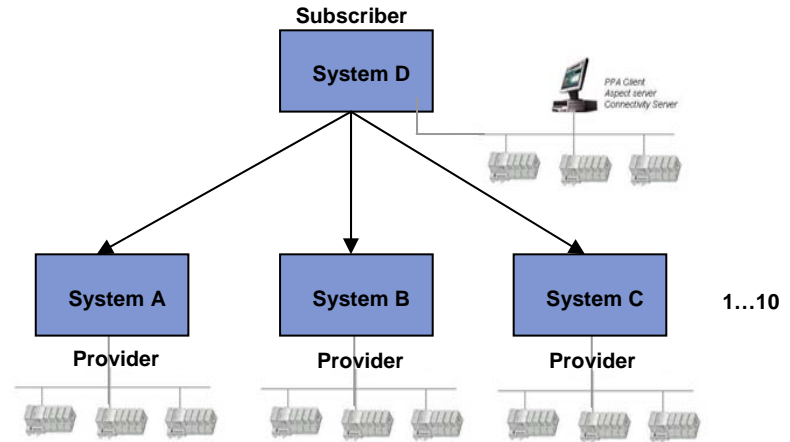 Subscriber
System D
PPA Client
Aspect server
Connectivity Server
System A
System B
System C
1…10
Provider
Provider
Provider